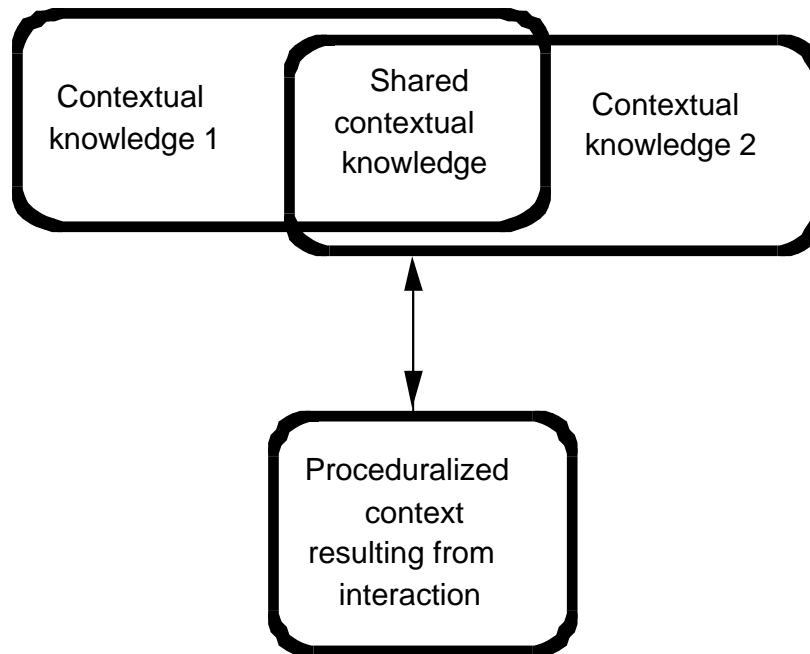 Contextual
knowledge 1
Shared
contextual
knowledge
Contextual
knowledge 2
Proceduralized
context
resulting from
interaction